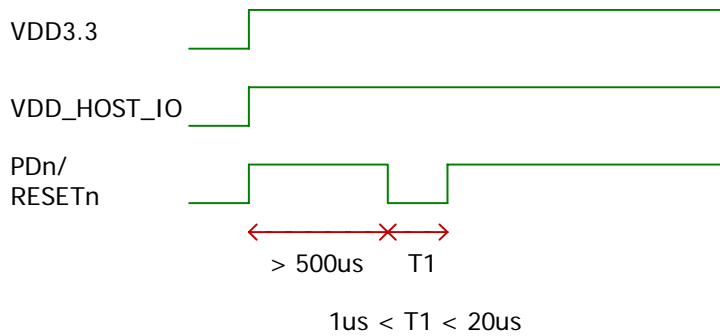 VDD3.3
VDD_HOST_IO
PDn/
RESETn
> 500us T1
1us < T1 < 20us